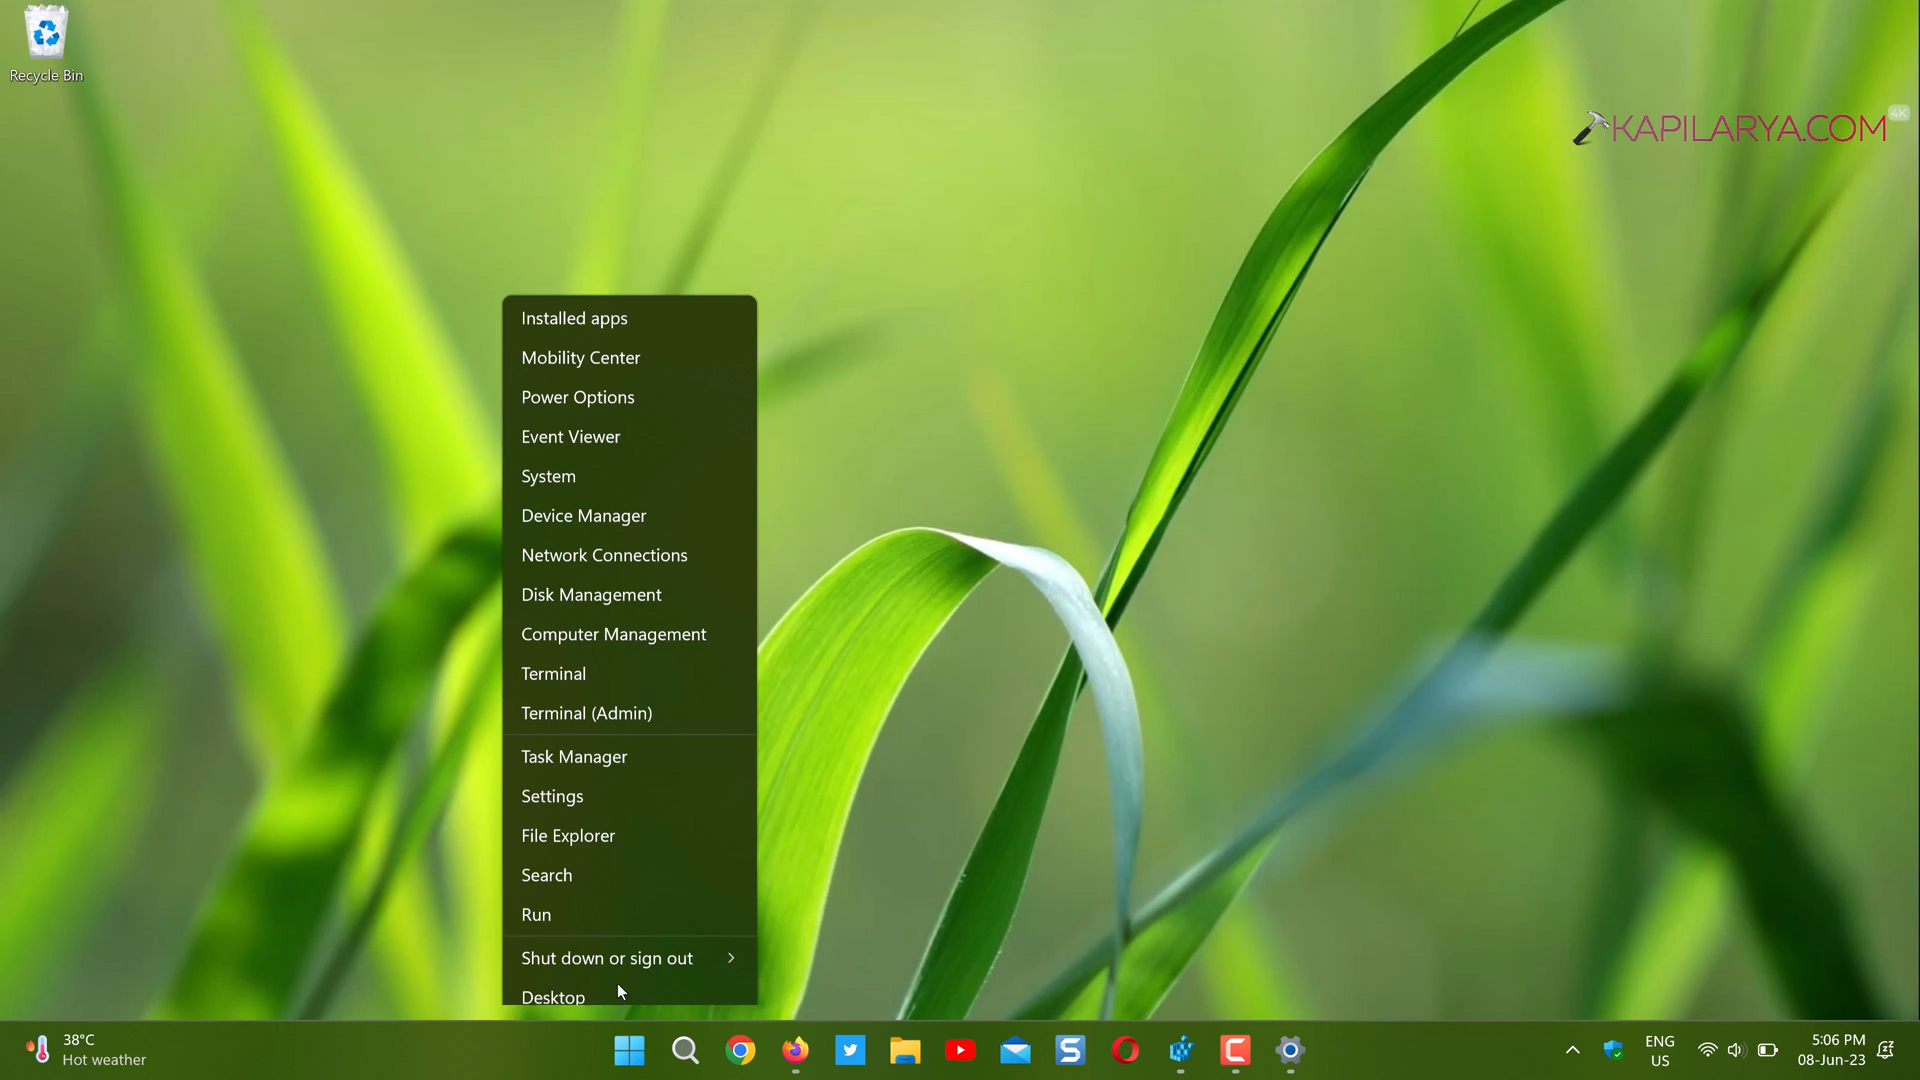 Recycle Bin
KAPILARYA.COM
4K
Installed apps
Mobility Center
Power Options
Event Viewer
System
Device Manager
Network Connections
Disk Management
Computer Management
Terminal
Terminal (Admin)
Task Manager
Settings
File Explorer
Search
Run
Shut down or sign out
Desktop
38°C
Hot weather
S
C
ENG
US
5:06 PM
08-Jun-23